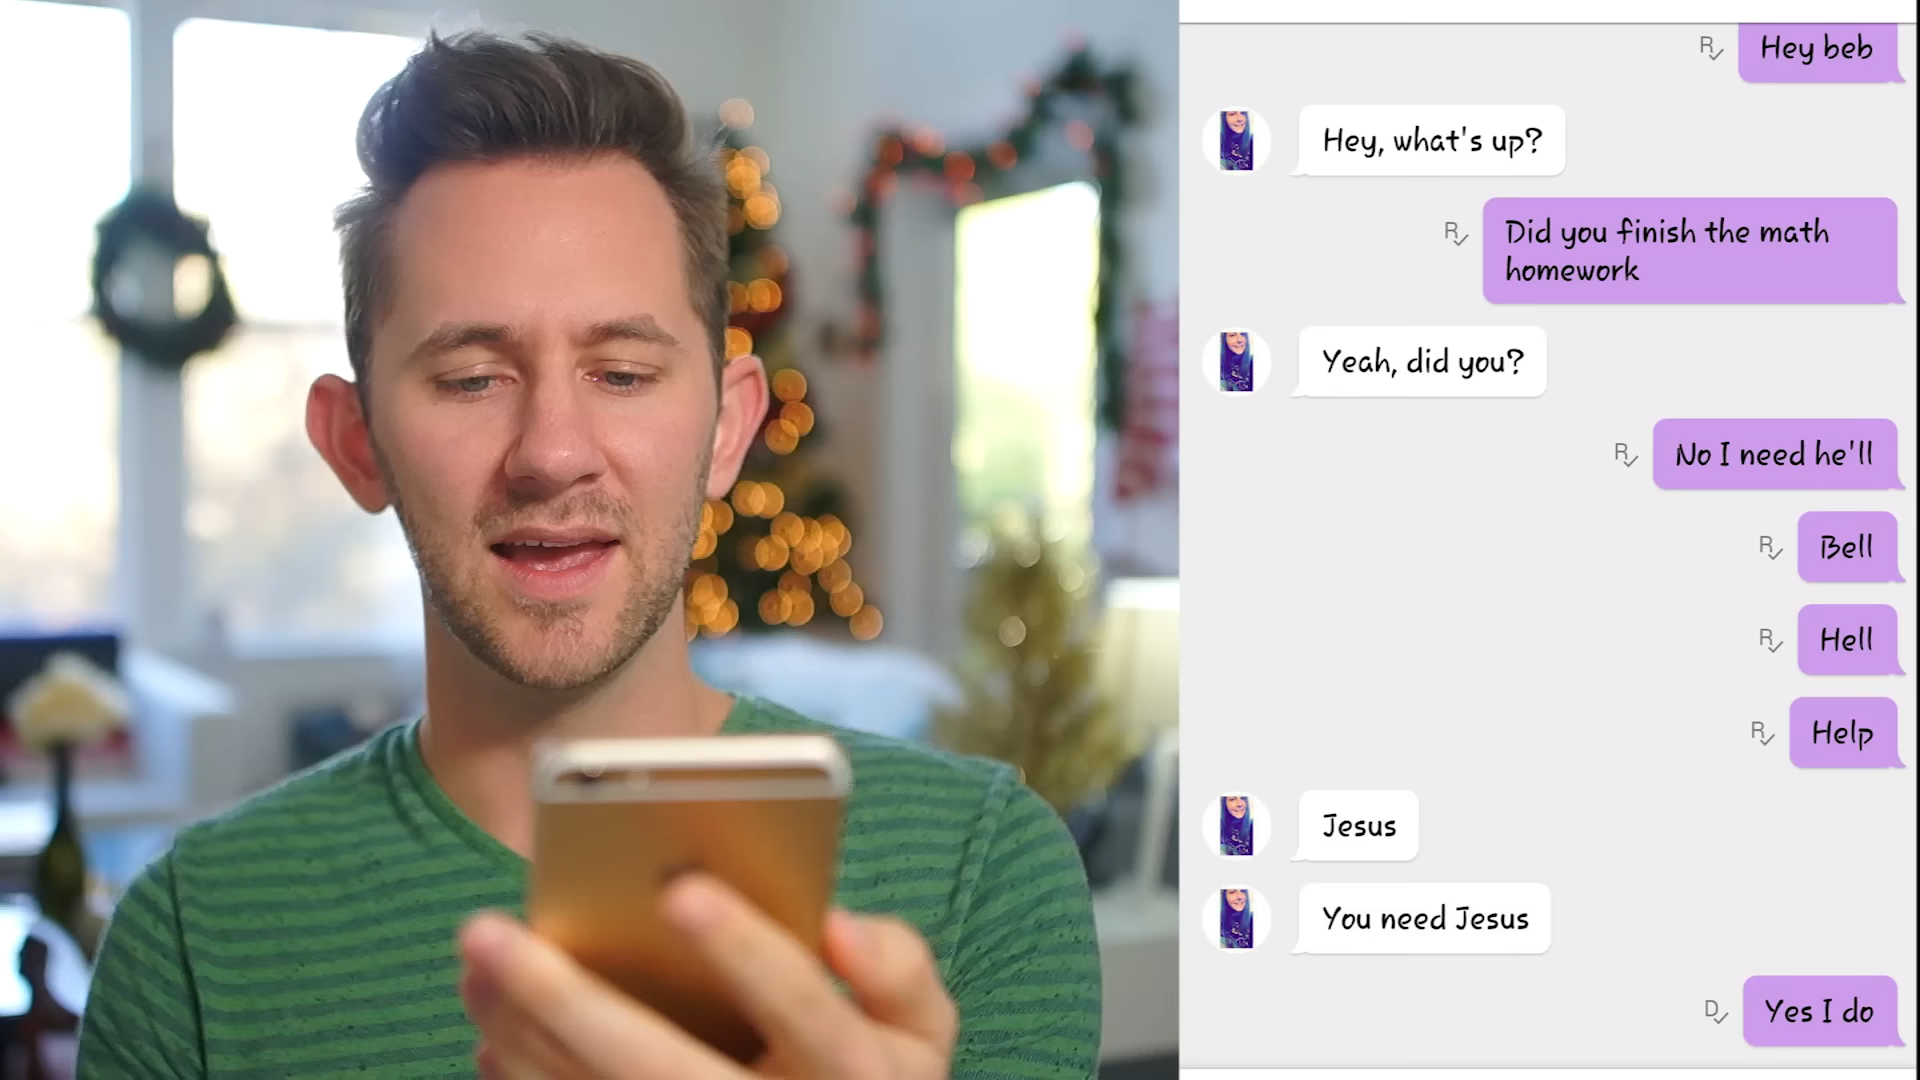 R Hey beb
Hey, what's up?
R Did you finish the math
homework
Yeah, did you?
R No I need he'll
R Bell
R Hell
R Help
Jesus
You need Jesus
D Yes I do